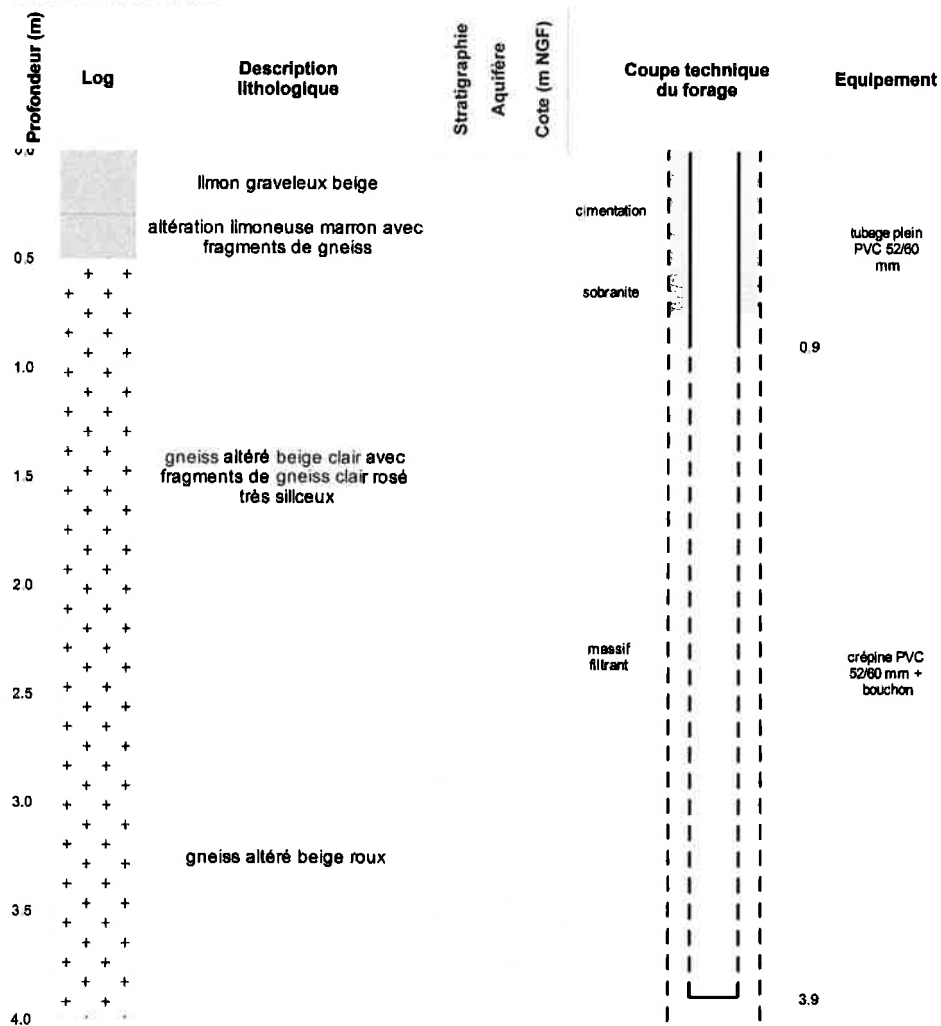 Profondeur (m)
Log
Description
lithologique
Stratigraphie
Aquifère
Cote (m NGF)
Coupe technique
du forage
Equipement
0.0
limon graveleux beige
cimentation
altération limoneuse marron avec
fragments de gneiss
tubage plein
PVC 52/60
mm
0.5
sobranite
0.9
1.0
gneiss altéré beige clair avec
fragments de gneiss clair rosé
très siliceux
1.5
2.0
massif
filtrant
crépine PVC
52/60 mm +
bouchon
2.5
3.0
gneiss altéré beige roux
3.5
3.9
4.0